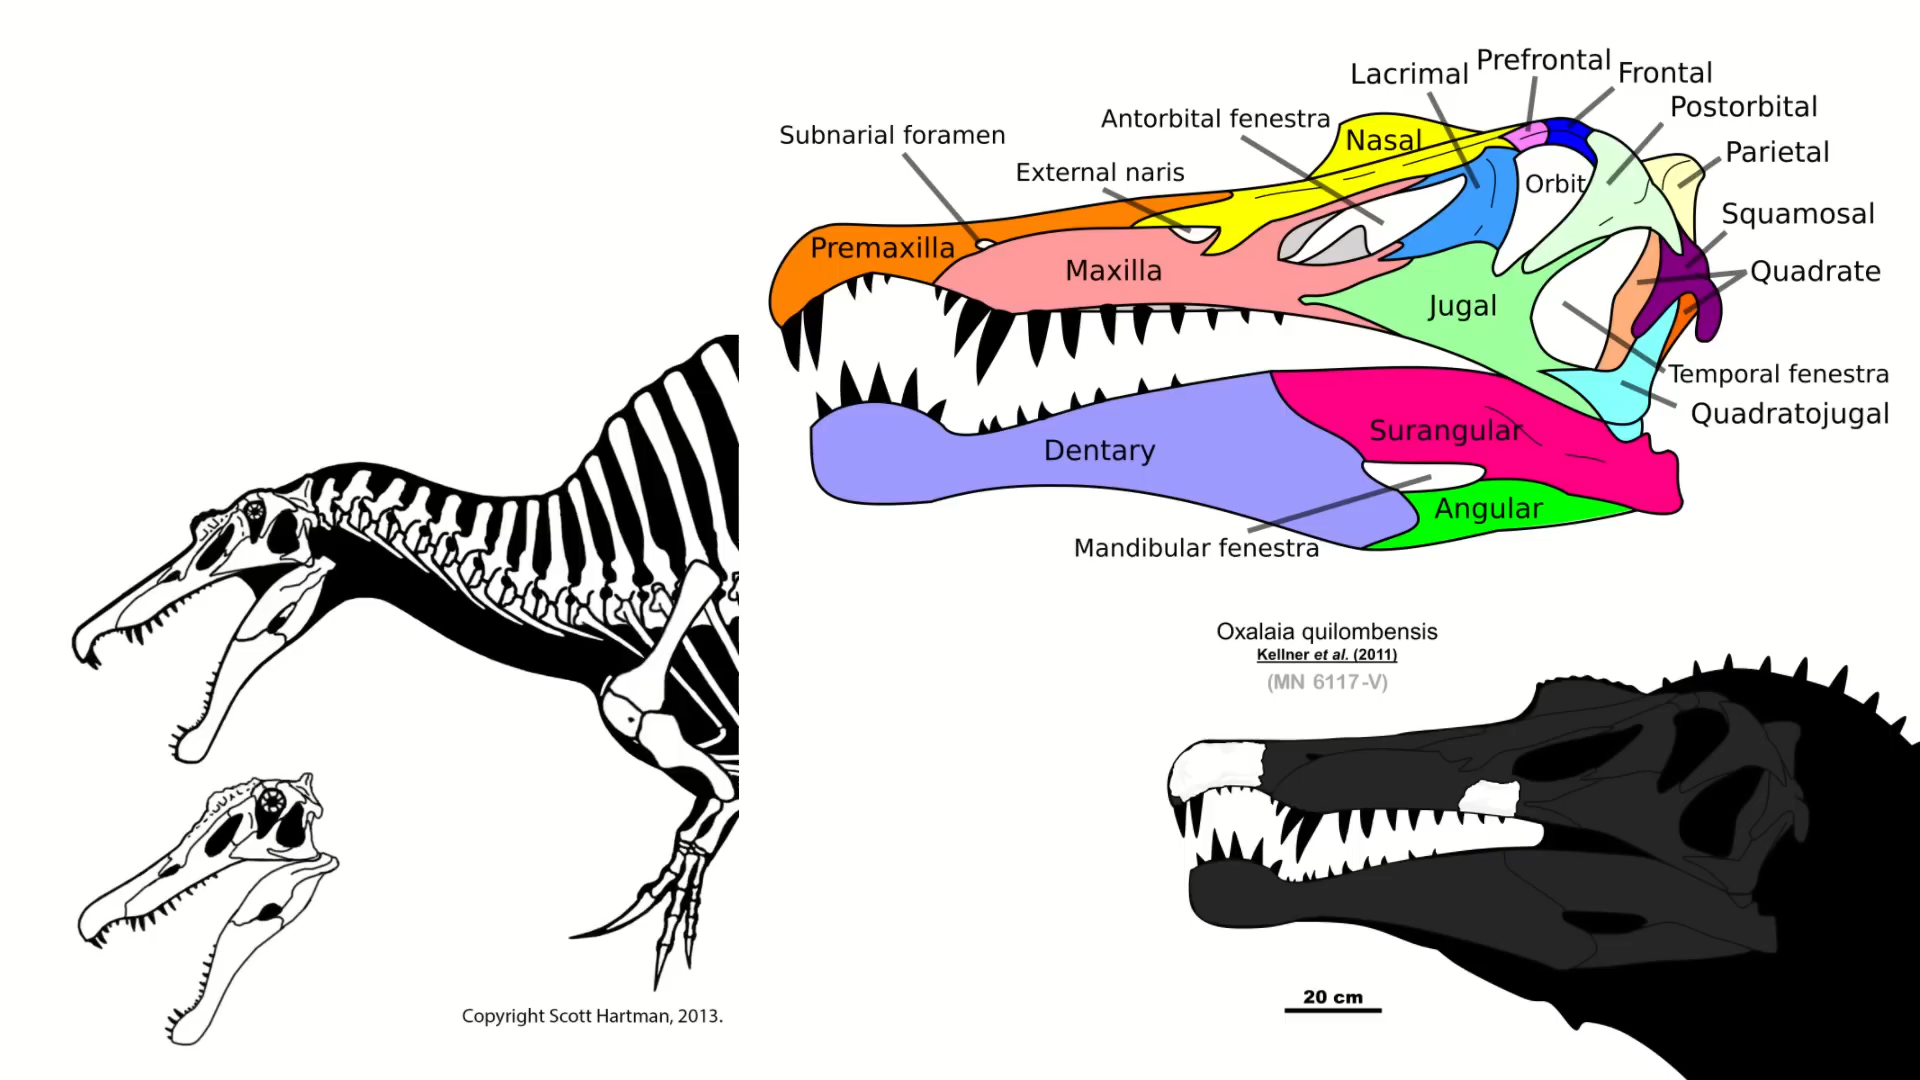 Lacrimal
Prefrontal
Frontal
Postorbital
Antorbital fenestra
Subnarial foramen
Nasal
Parietal
External naris
Orbit
Squamosal
Premaxilla
Maxilla
Quadrate
Jugal
Temporal fenestra
Quadratojugal
Surangular
Dentary
Angular
Mandibular fenestra
Oxalaia quilombensis
Kellner et al. (2011)
(MN 6117-V)
20 cm
Copyright Scott Hartman, 2013.